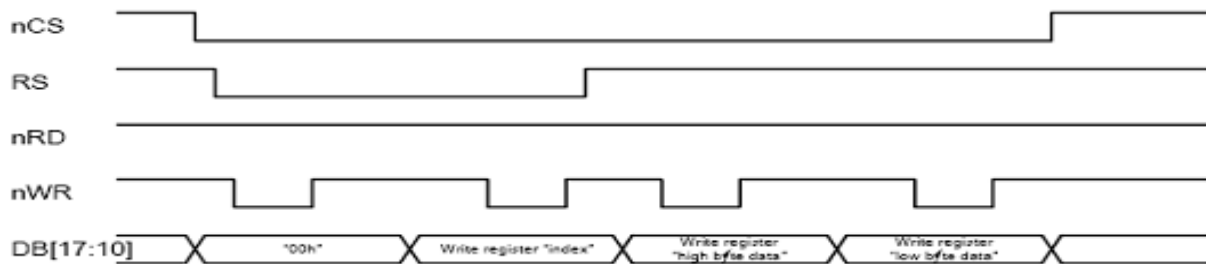 nCS
RS
nRD
nWR
DB[17:10]
"00h"
Write register "index"
Write register
"high byte data"
Write register
"low byte data"